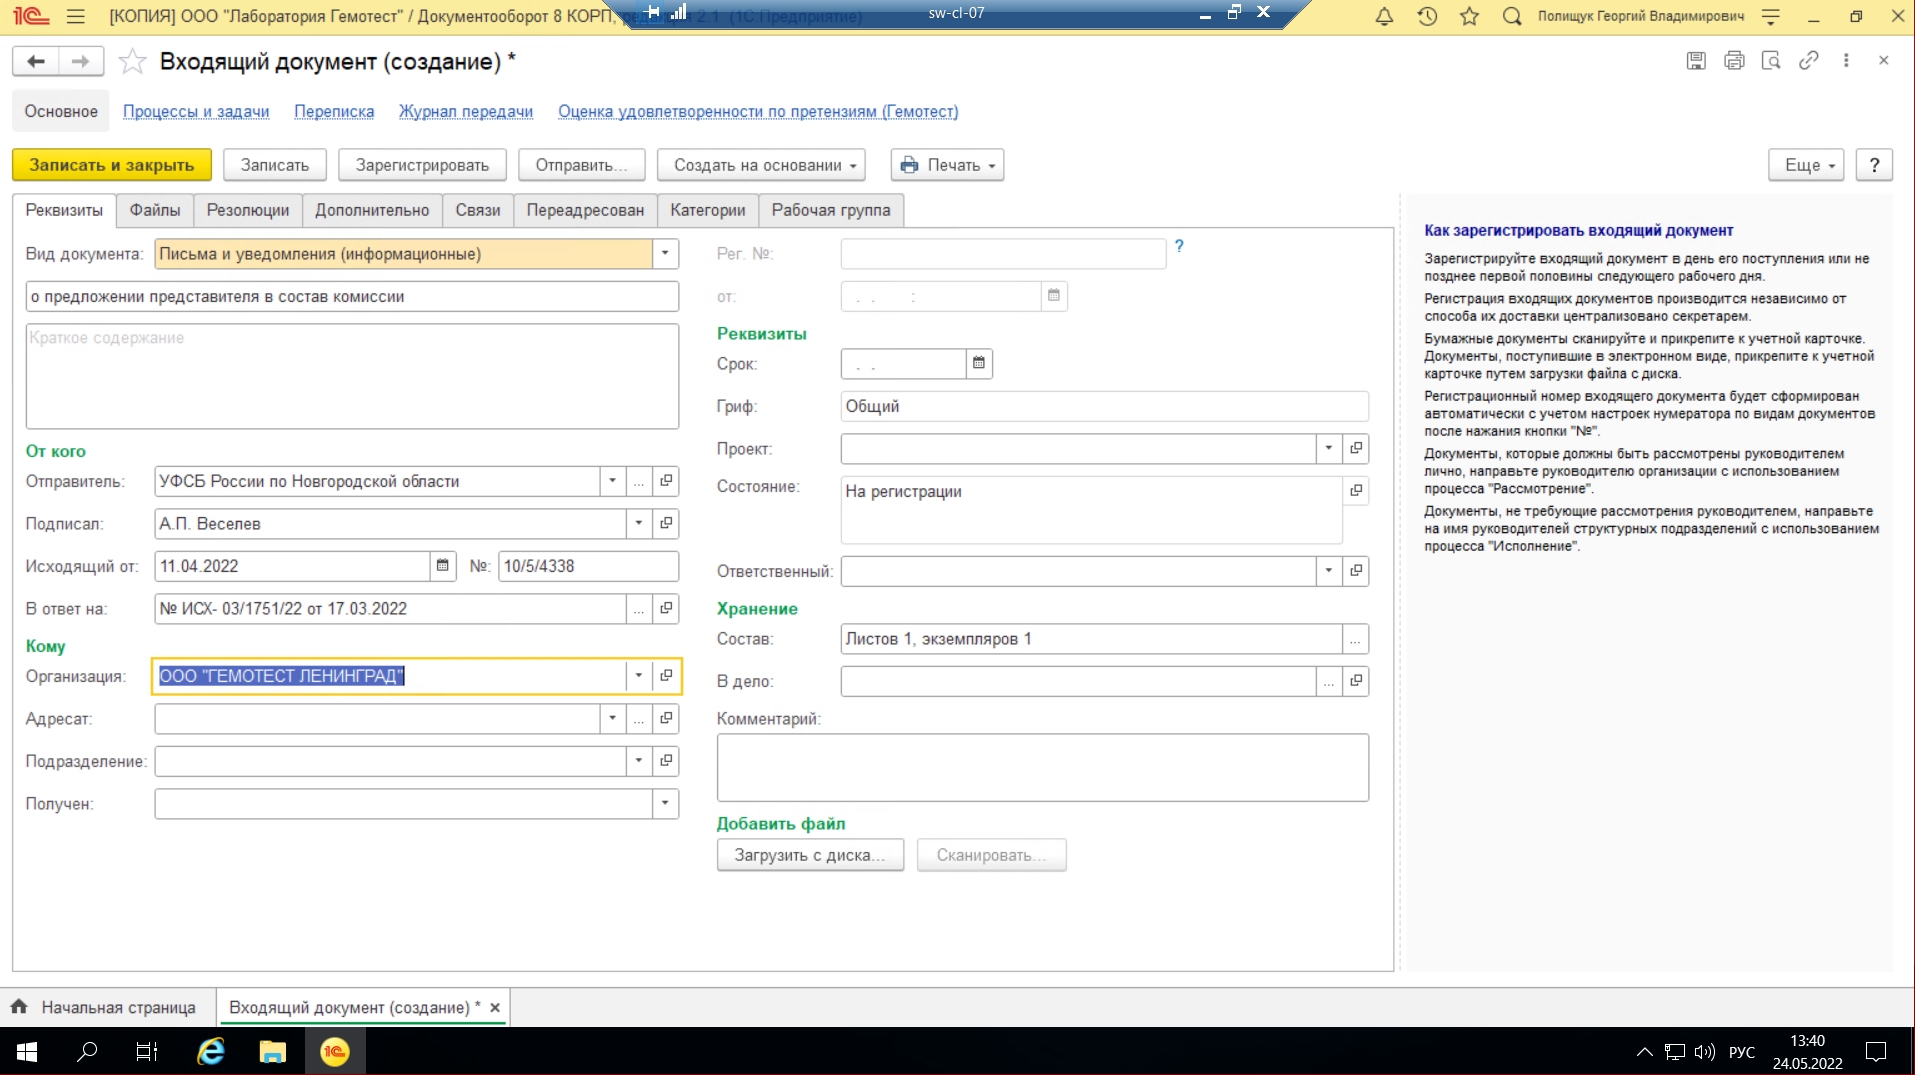 [КОПИЯ] ООО "Лаборатория Гемотест" / Документооборот 8 КОРП, редакция 2.1 (1С:Предприятие)
sw-cl-07
Полищук Георгий Владимирович
Входящий документ (создание) *
Основное Процессы и задачи Переписка Журнал передачи Оценка удовлетворенности по претензиям (Гемотест)
Записать и закрыть Записать Зарегистрировать Отправить... Создать на основании Печать Еще ?
Реквизиты Файлы Резолюции Дополнительно Связи Переадресован Категории Рабочая группа
Вид документа: Письма и уведомления (информационные)
о предложении представителя в состав комиссии
Краткое содержание
От кого
Отправитель: УФСБ России по Новгородской области
Подписал: А.П. Веселев
Исходящий от: 11.04.2022 №: 10/5/4338
В ответ на: № ИСХ- 03/1751/22 от 17.03.2022
Кому
Организация: ООО "ГЕМОТЕСТ ЛЕНИНГРАД"
Адресат:
Подразделение:
Получен:
Рег. №: ?
от: . . :
Реквизиты
Срок: . .
Гриф: Общий
Проект:
Состояние: На регистрации
Ответственный:
Хранение
Состав: Листов 1, экземпляров 1
В дело:
Комментарий:
Добавить файл
Загрузить с диска... Сканировать...
Как зарегистрировать входящий документ
Зарегистрируйте входящий документ в день его поступления или не
позднее первой половины следующего рабочего дня.
Регистрация входящих документов производится независимо от
способа их доставки централизовано секретарем.
Бумажные документы сканируйте и прикрепите к учетной карточке.
Документы, поступившие в электронном виде, прикрепите к учетной
карточке путем загрузки файла с диска.
Регистрационный номер входящего документа будет сформирован
автоматически с учетом настроек нумератора по видам документов
после нажания кнопки "№".
Документы, которые должны быть рассмотрены руководителем
лично, направьте руководителю организации с использованием
процесса "Рассмотрение".
Документы, не требующие рассмотрения руководителем, направьте
на имя руководителей структурных подразделений с использованием
процесса "Исполнение".
Начальная страница Входящий документ (создание) *
РУС
13:40
24.05.2022